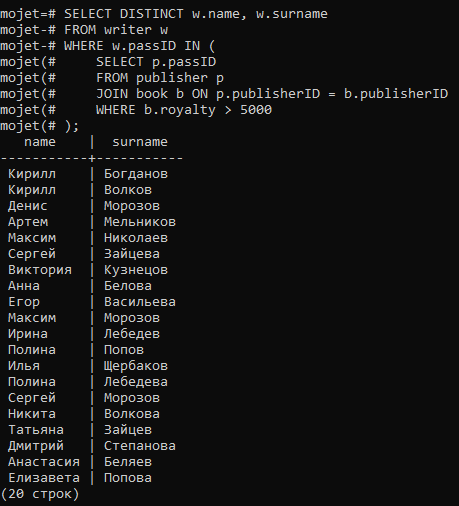 mojet=# SELECT DISTINCT w.name, w.surname
mojet-# FROM writer w
mojet-# WHERE w.passID IN (
mojet(#     SELECT p.passID
mojet(#     FROM publisher p
mojet(#     JOIN book b ON p.publisherID = b.publisherID
mojet(#     WHERE b.royalty > 5000
mojet(# );
   name    |  surname
-----------+-----------
 Кирилл    | Богданов
 Кирилл    | Волков
 Денис     | Морозов
 Артем     | Мельников
 Максим    | Николаев
 Сергей    | Зайцева
 Виктория  | Кузнецов
 Анна      | Белова
 Егор      | Васильева
 Максим    | Морозов
 Ирина     | Лебедев
 Полина    | Попов
 Илья      | Щербаков
 Полина    | Лебедева
 Сергей    | Морозов
 Никита    | Волкова
 Татьяна   | Зайцев
 Дмитрий   | Степанова
 Анастасия | Беляев
 Елизавета | Попова
(20 строк)